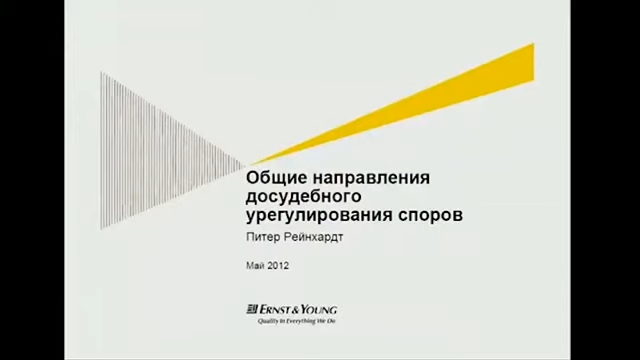 Общие направления
досудебного
урегулирования споров
Питер Рейнхардт
Май 2012
ERNST & YOUNG
Quality In Everything We Do